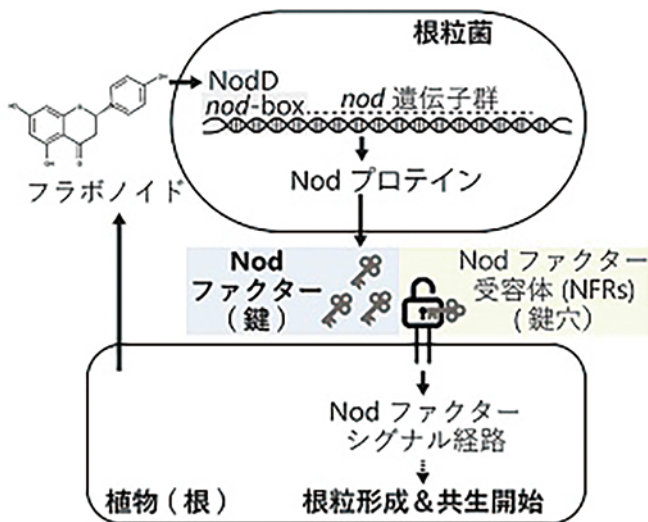 根粒菌
NodD
nod-box
nod 遺伝子群
Nod プロテイン
フラボノイド
HO
OH
OH
O
O
Nod
ファクター
(鍵)
Nod ファクター
受容体 (NFRs)
(鍵穴)
Nod ファクター
シグナル経路
植物(根)
根粒形成&共生開始